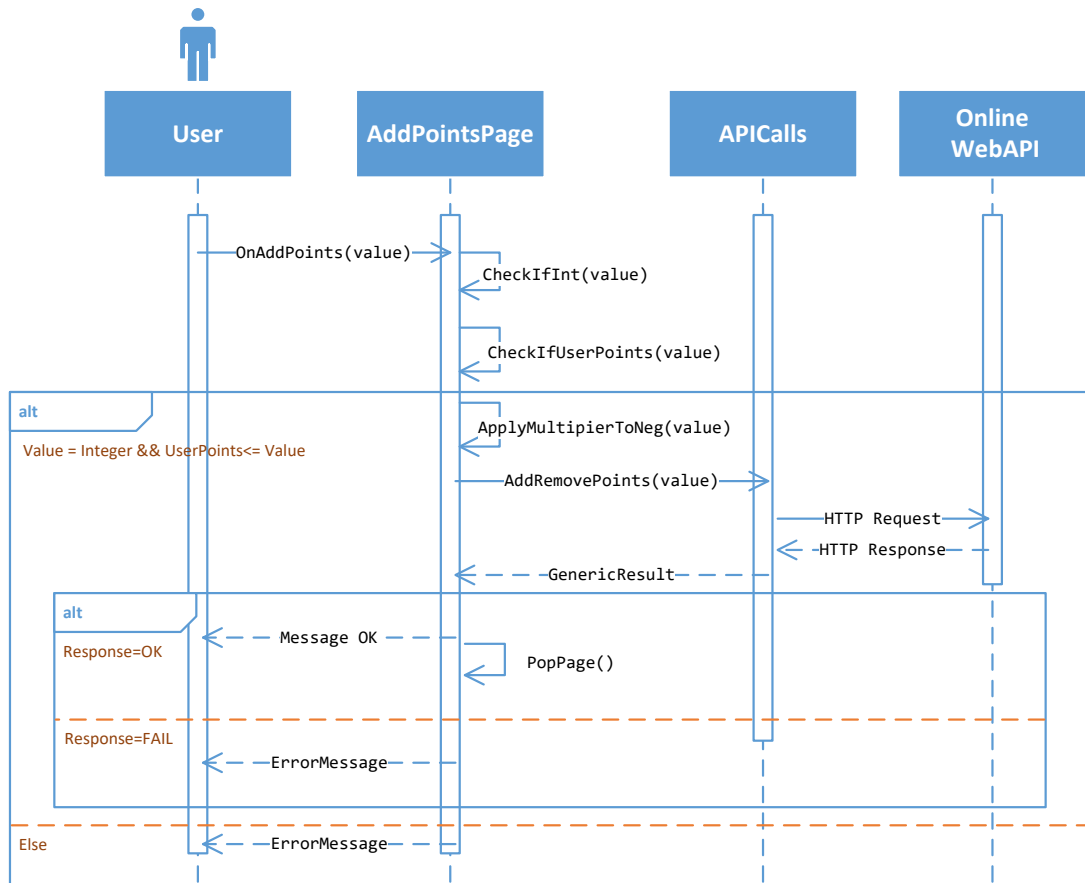 User
AddPointsPage
APICalls
Online
WebAPI
OnAddPoints(value)
CheckIfInt(value)
CheckIfUserPoints(value)
alt
ApplyMultipierToNeg(value)
Value = Integer && UserPoints<= Value
AddRemovePoints(value)
HTTP Request
HTTP Response
GenericResult
alt
Message OK
Response=OK
PopPage()
Response=FAIL
ErrorMessage
Else
ErrorMessage